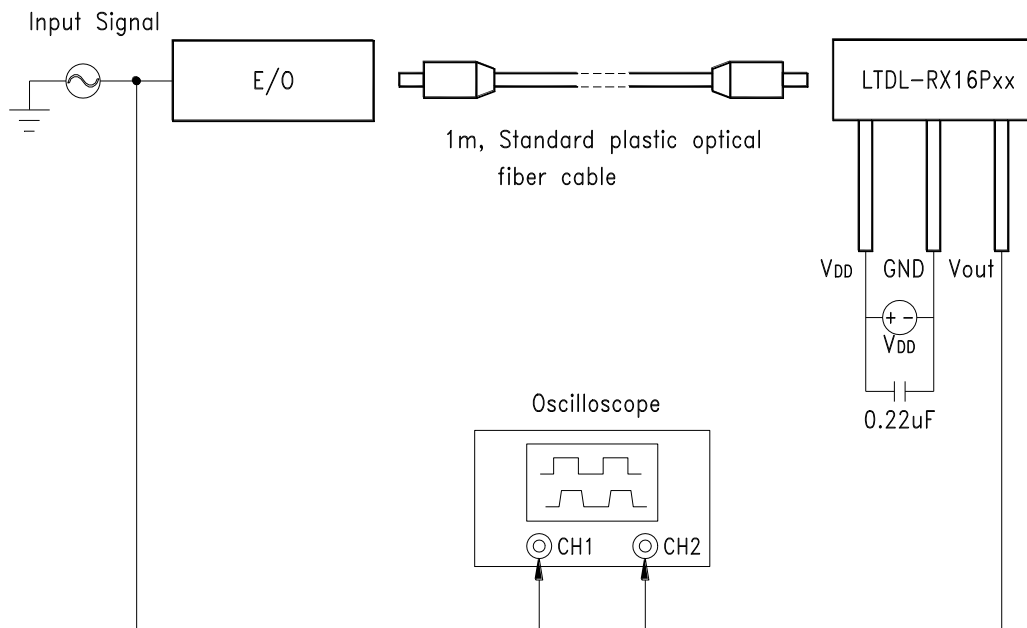 Input Signal
E/O
LTDL-RX16Pxx
1m, Standard plastic optical
fiber cable
VDD GND Vout
+ -
VDD
0.22uF
Oscilloscope
CH1 CH2